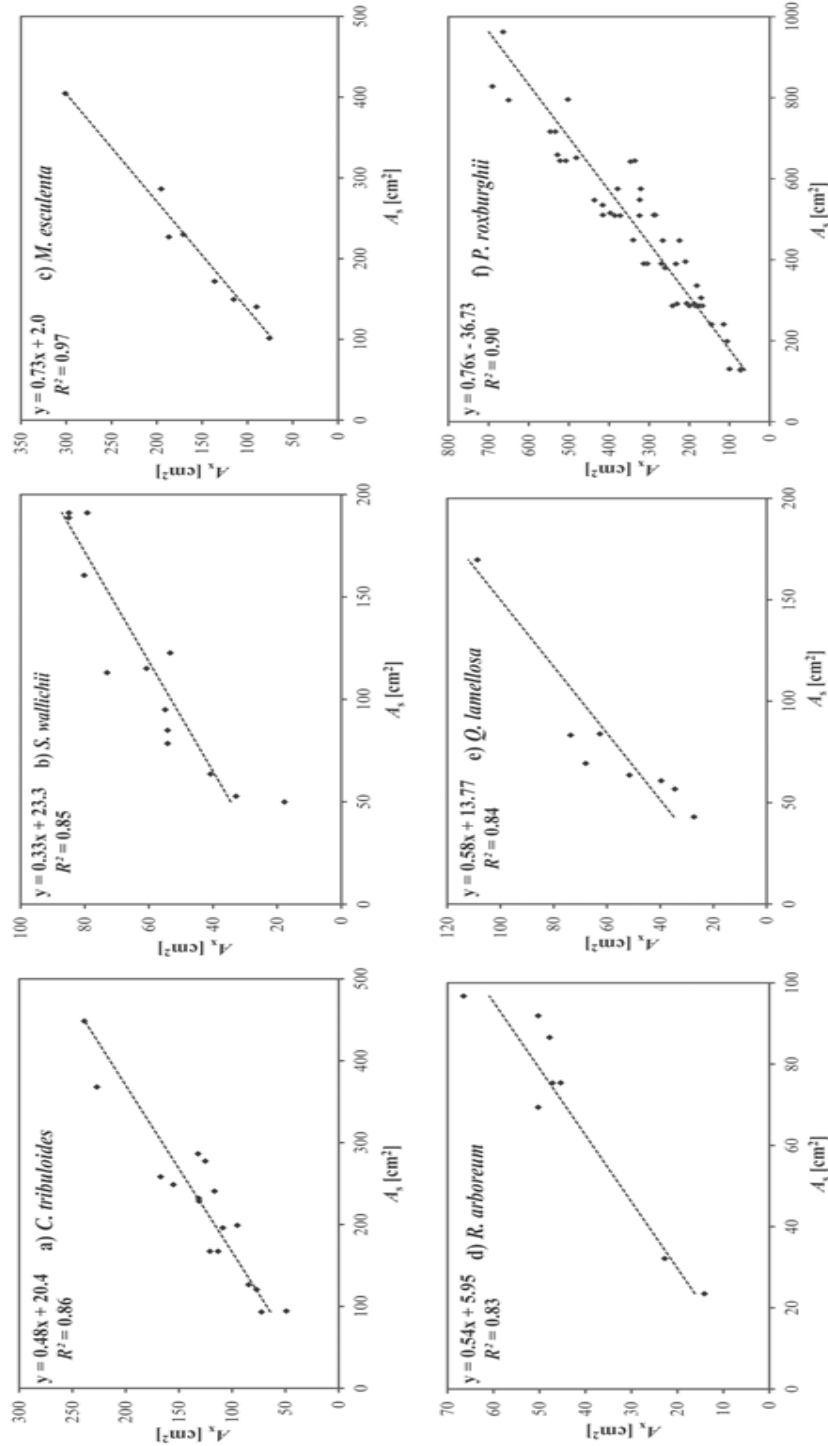 y = 0.48x + 20.4
R² = 0.86
a) C. tribuloides
Aₓ [cm²]
300
250
200
150
100
50
0
0 100 200 300 400 500
Aₛ [cm²]
y = 0.33x + 23.3
R² = 0.85
b) S. wallichii
Aₓ [cm²]
100
80
60
40
20
0
0 50 100 150 200
Aₛ [cm²]
y = 0.73x + 2.0
R² = 0.97
c) M. esculenta
Aₓ [cm²]
350
300
250
200
150
100
50
0
0 100 200 300 400 500
Aₛ [cm²]
y = 0.54x + 5.95
R² = 0.83
d) R. arboreum
Aₓ [cm²]
70
60
50
40
30
20
10
0
0 20 40 60 80 100
Aₛ [cm²]
y = 0.58x + 13.77
R² = 0.84
e) Q. lamellosa
Aₓ [cm²]
120
100
80
60
40
20
0
0 50 100 150 200
Aₛ [cm²]
y = 0.76x - 36.73
R² = 0.90
f) P. roxburghii
Aₓ [cm²]
800
700
600
500
400
300
200
100
0
0 200 400 600 800 1000
Aₛ [cm²]